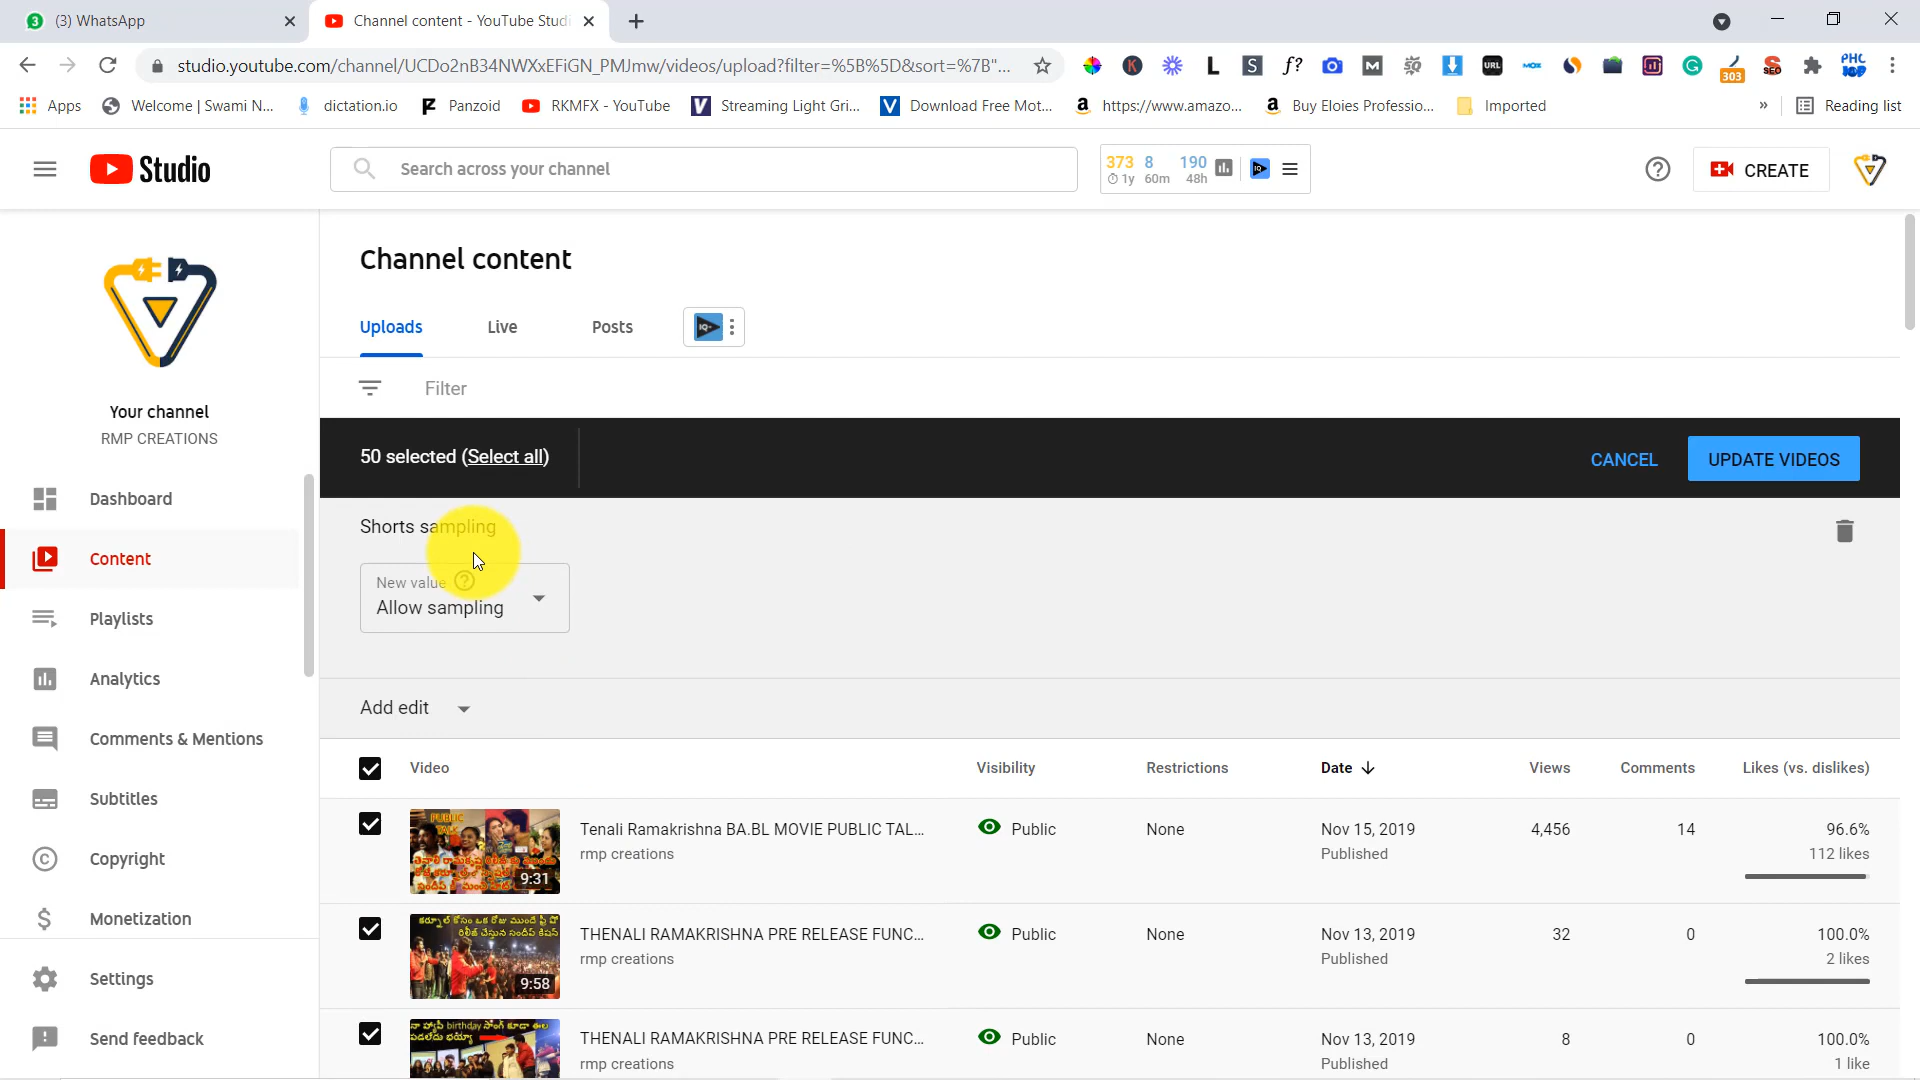 (3) WhatsApp
Channel content - YouTube Studi
studio.youtube.com/channel/UCDo2nB34NWXxEFiGN_PMJmw/videos/upload?filter=%5B%5D&sort=%7B"...
303
Apps
Welcome | Swami N...
dictation.io
Panzoid
RKMFX - YouTube
Streaming Light Gri...
Download Free Mot...
https://www.amazo...
Buy Eloies Professio...
Imported
»
Reading list
Studio
Search across your channel
373 8 190
1y 60m 48h
CREATE
Channel content
Your channel
RMP CREATIONS
Uploads
Live
Posts
Filter
50 selected (Select all)
CANCEL
UPDATE VIDEOS
Shorts sampling
New value
Allow sampling
Add edit
Dashboard
Content
Playlists
Analytics
Comments & Mentions
Subtitles
Copyright
Monetization
Settings
Send feedback
Video Visibility Restrictions Date Views Comments Likes (vs. dislikes)
PUBLIC
TALK
9:31
Tenali Ramakrishna BA.BL MOVIE PUBLIC TAL... Public None Nov 15, 2019 4,456 14 96.6%
rmp creations Published 112 likes
9:58
THENALI RAMAKRISHNA PRE RELEASE FUNC... Public None Nov 13, 2019 32 0 100.0%
rmp creations Published 2 likes
THENALI RAMAKRISHNA PRE RELEASE FUNC... Public None Nov 13, 2019 8 0 100.0%
rmp creations Published 1 like